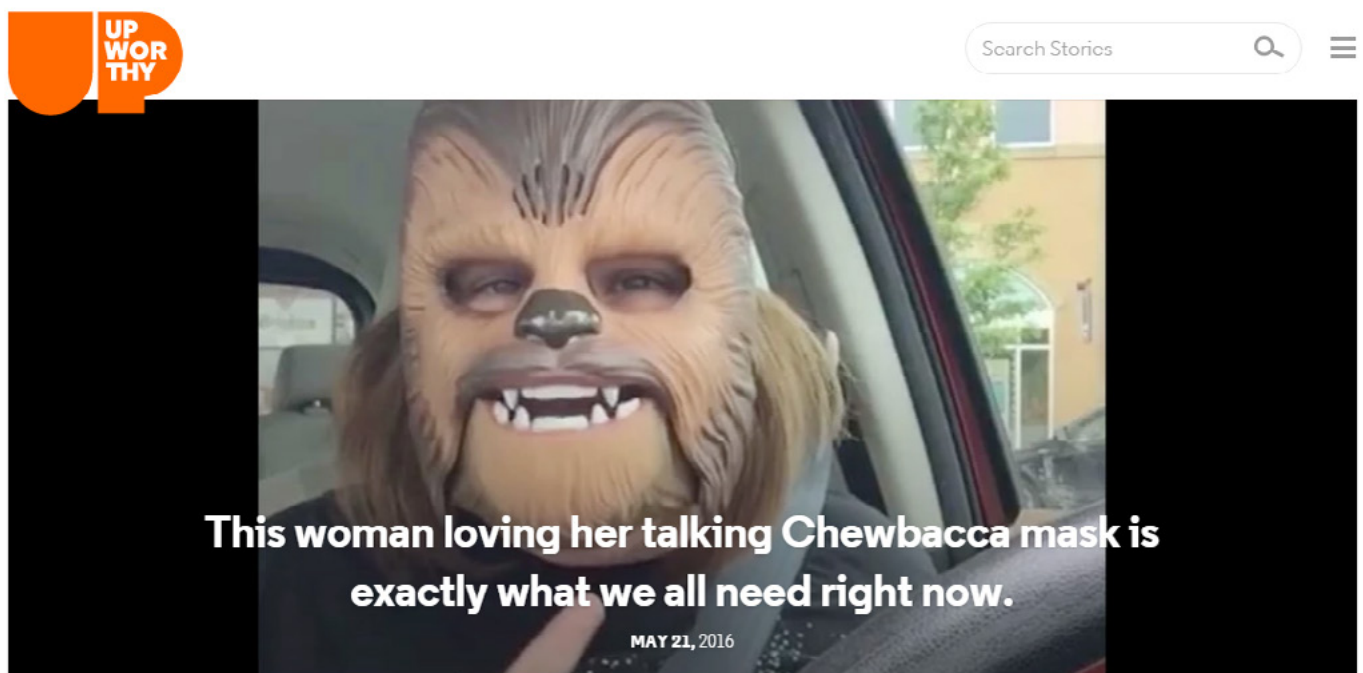 UP
WOR
THY
Search Stories
This woman loving her talking Chewbacca mask is
exactly what we all need right now.
MAY 21, 2016